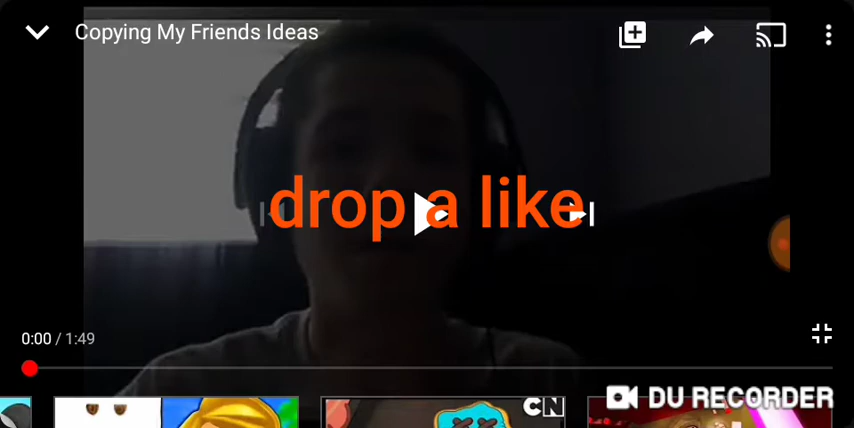 Copying My Friends Ideas
drop a like
0:00 / 1:49
CN
DU RECORDER